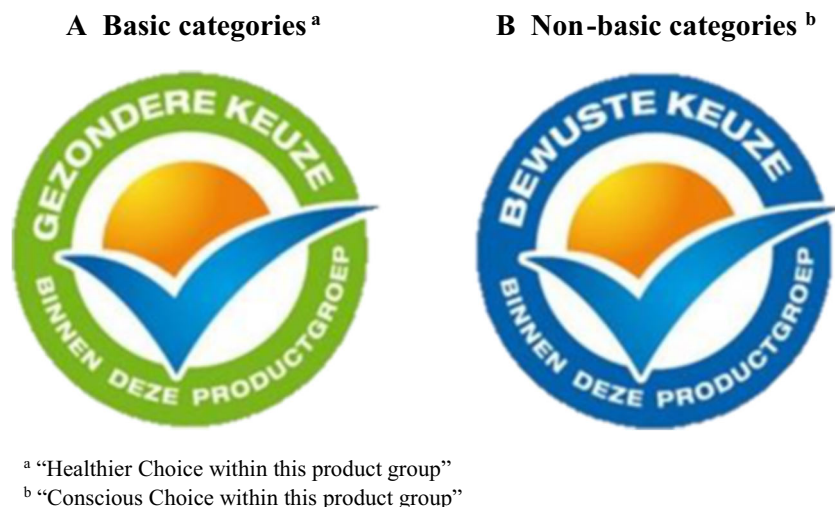 A Basic categories a
B Non-basic categories b
GEZONDERE KEUZE
BINNEN DEZE PRODUCTGROEP
BEWUSTE KEUZE
BINNEN DEZE PRODUCTGROEP
a “Healthier Choice within this product group”
b “Conscious Choice within this product group”